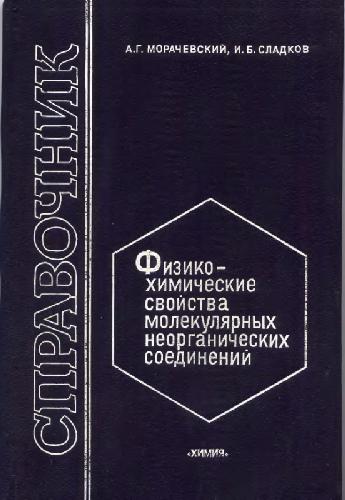 А.Г. МОРАЧЕВСКИЙ, И.Б. СЛАДКОВ
СПРАВОЧНИК
Физико-
химические
свойства
молекулярных
неорганических
соединений
«ХИМИЯ»